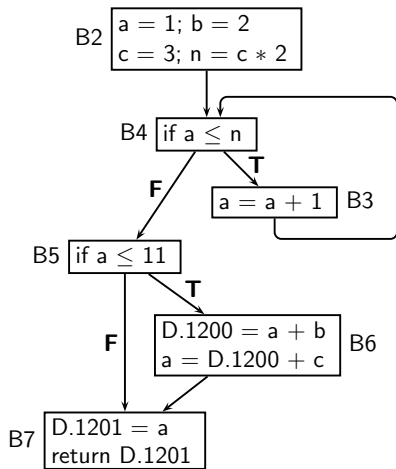 B2
a = 1; b = 2
c = 3; n = c * 2
B4
if a ≤ n
T
F
a = a + 1
B3
B5
if a ≤ 11
T
F
D.1200 = a + b
a = D.1200 + c
B6
B7
D.1201 = a
return D.1201